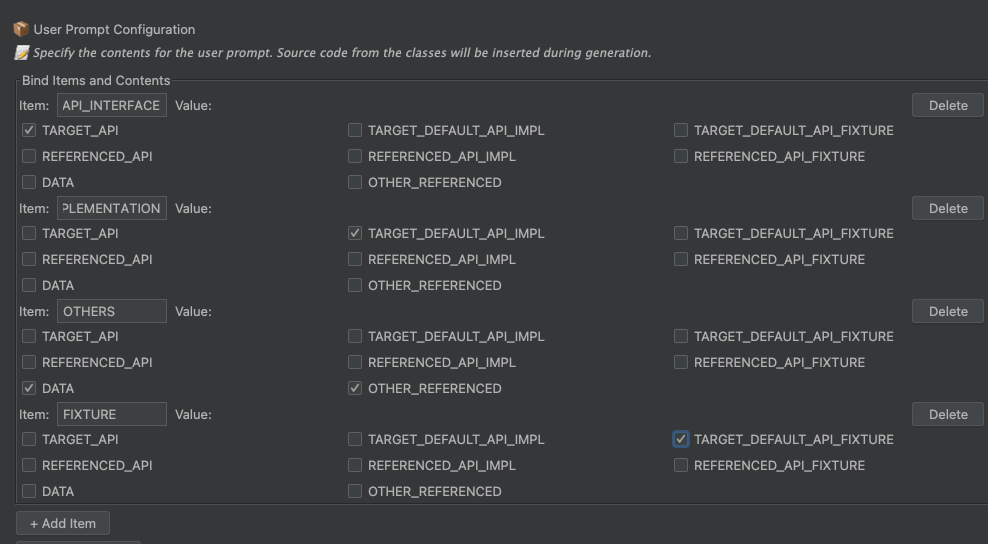 User Prompt Configuration
Specify the contents for the user prompt. Source code from the classes will be inserted during generation.
Bind Items and Contents
Item: API_INTERFACE Value: Delete
TARGET_API TARGET_DEFAULT_API_IMPL TARGET_DEFAULT_API_FIXTURE
REFERENCED_API REFERENCED_API_IMPL REFERENCED_API_FIXTURE
DATA OTHER_REFERENCED
Item: PLEMENTATION Value: Delete
TARGET_API TARGET_DEFAULT_API_IMPL TARGET_DEFAULT_API_FIXTURE
REFERENCED_API REFERENCED_API_IMPL REFERENCED_API_FIXTURE
DATA OTHER_REFERENCED
Item: OTHERS Value: Delete
TARGET_API TARGET_DEFAULT_API_IMPL TARGET_DEFAULT_API_FIXTURE
REFERENCED_API REFERENCED_API_IMPL REFERENCED_API_FIXTURE
DATA OTHER_REFERENCED
Item: FIXTURE Value: Delete
TARGET_API TARGET_DEFAULT_API_IMPL TARGET_DEFAULT_API_FIXTURE
REFERENCED_API REFERENCED_API_IMPL REFERENCED_API_FIXTURE
DATA OTHER_REFERENCED
+ Add Item